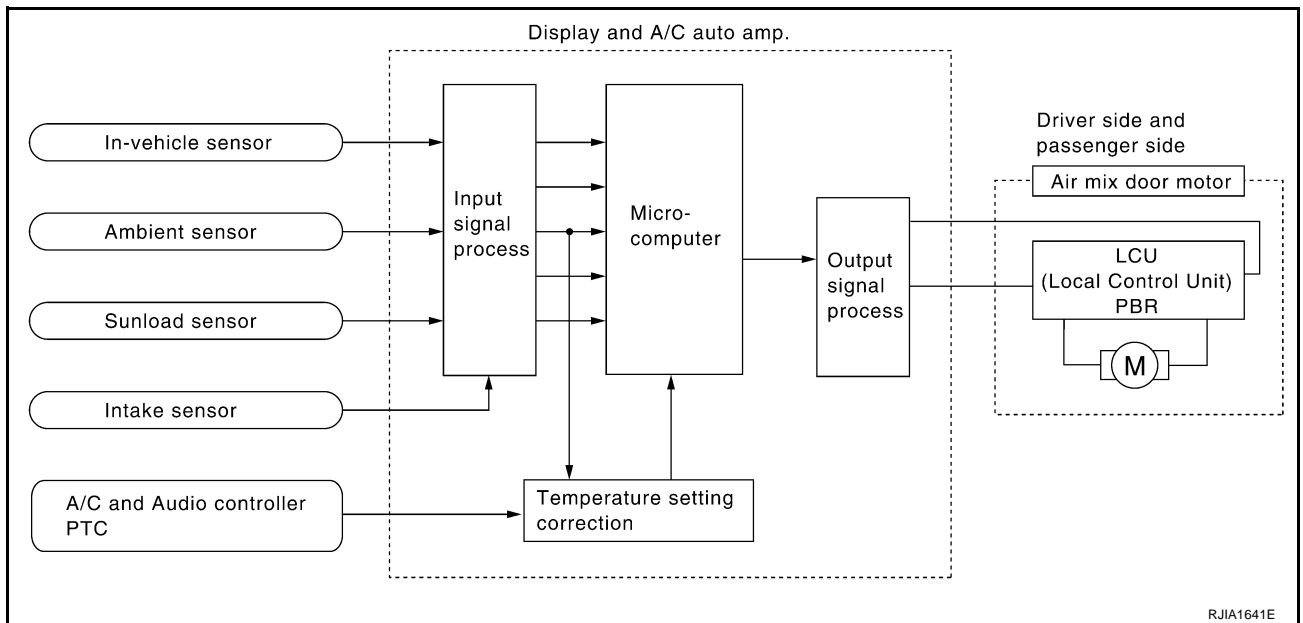 Display and A/C auto amp.
In-vehicle sensor
Ambient sensor
Sunload sensor
Intake sensor
A/C and Audio controller
PTC
Input
signal
process
Micro-
computer
Temperature setting
correction
Output
signal
process
Driver side and
passenger side
Air mix door motor
LCU
(Local Control Unit)
PBR
M
RJIA1641E